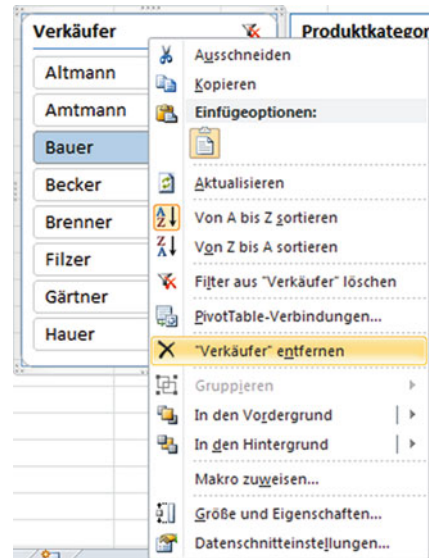 Verkäufer
Altmann
Amtmann
Bauer
Becker
Brenner
Filzer
Gärtner
Hauer
Ausschneiden
Kopieren
Einfügeoptionen:
Aktualisieren
Von A bis Z sortieren
Von Z bis A sortieren
Filter aus "Verkäufer" löschen
PivotTable-Verbindungen...
"Verkäufer" entfernen
Gruppieren
In den Vordergrund
In den Hintergrund
Makro zuweisen...
Größe und Eigenschaften...
Datenschnitteinstellungen...
Produktkategor